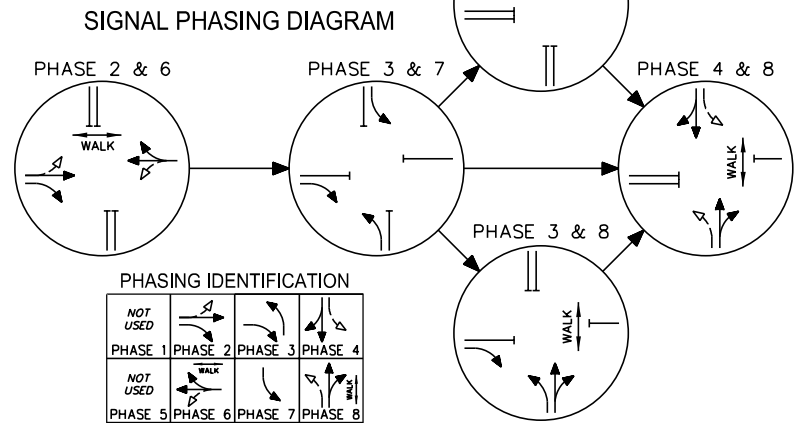 SIGNAL PHASING DIAGRAM
PHASE 2 & 6
WALK
PHASE 3 & 7
PHASE 4 & 8
WALK
PHASE 3 & 8
WALK
PHASING IDENTIFICATION
NOT USED
PHASE 1
PHASE 2
PHASE 3
PHASE 4
NOT USED
PHASE 5
WALK
PHASE 6
PHASE 7
WALK
PHASE 8